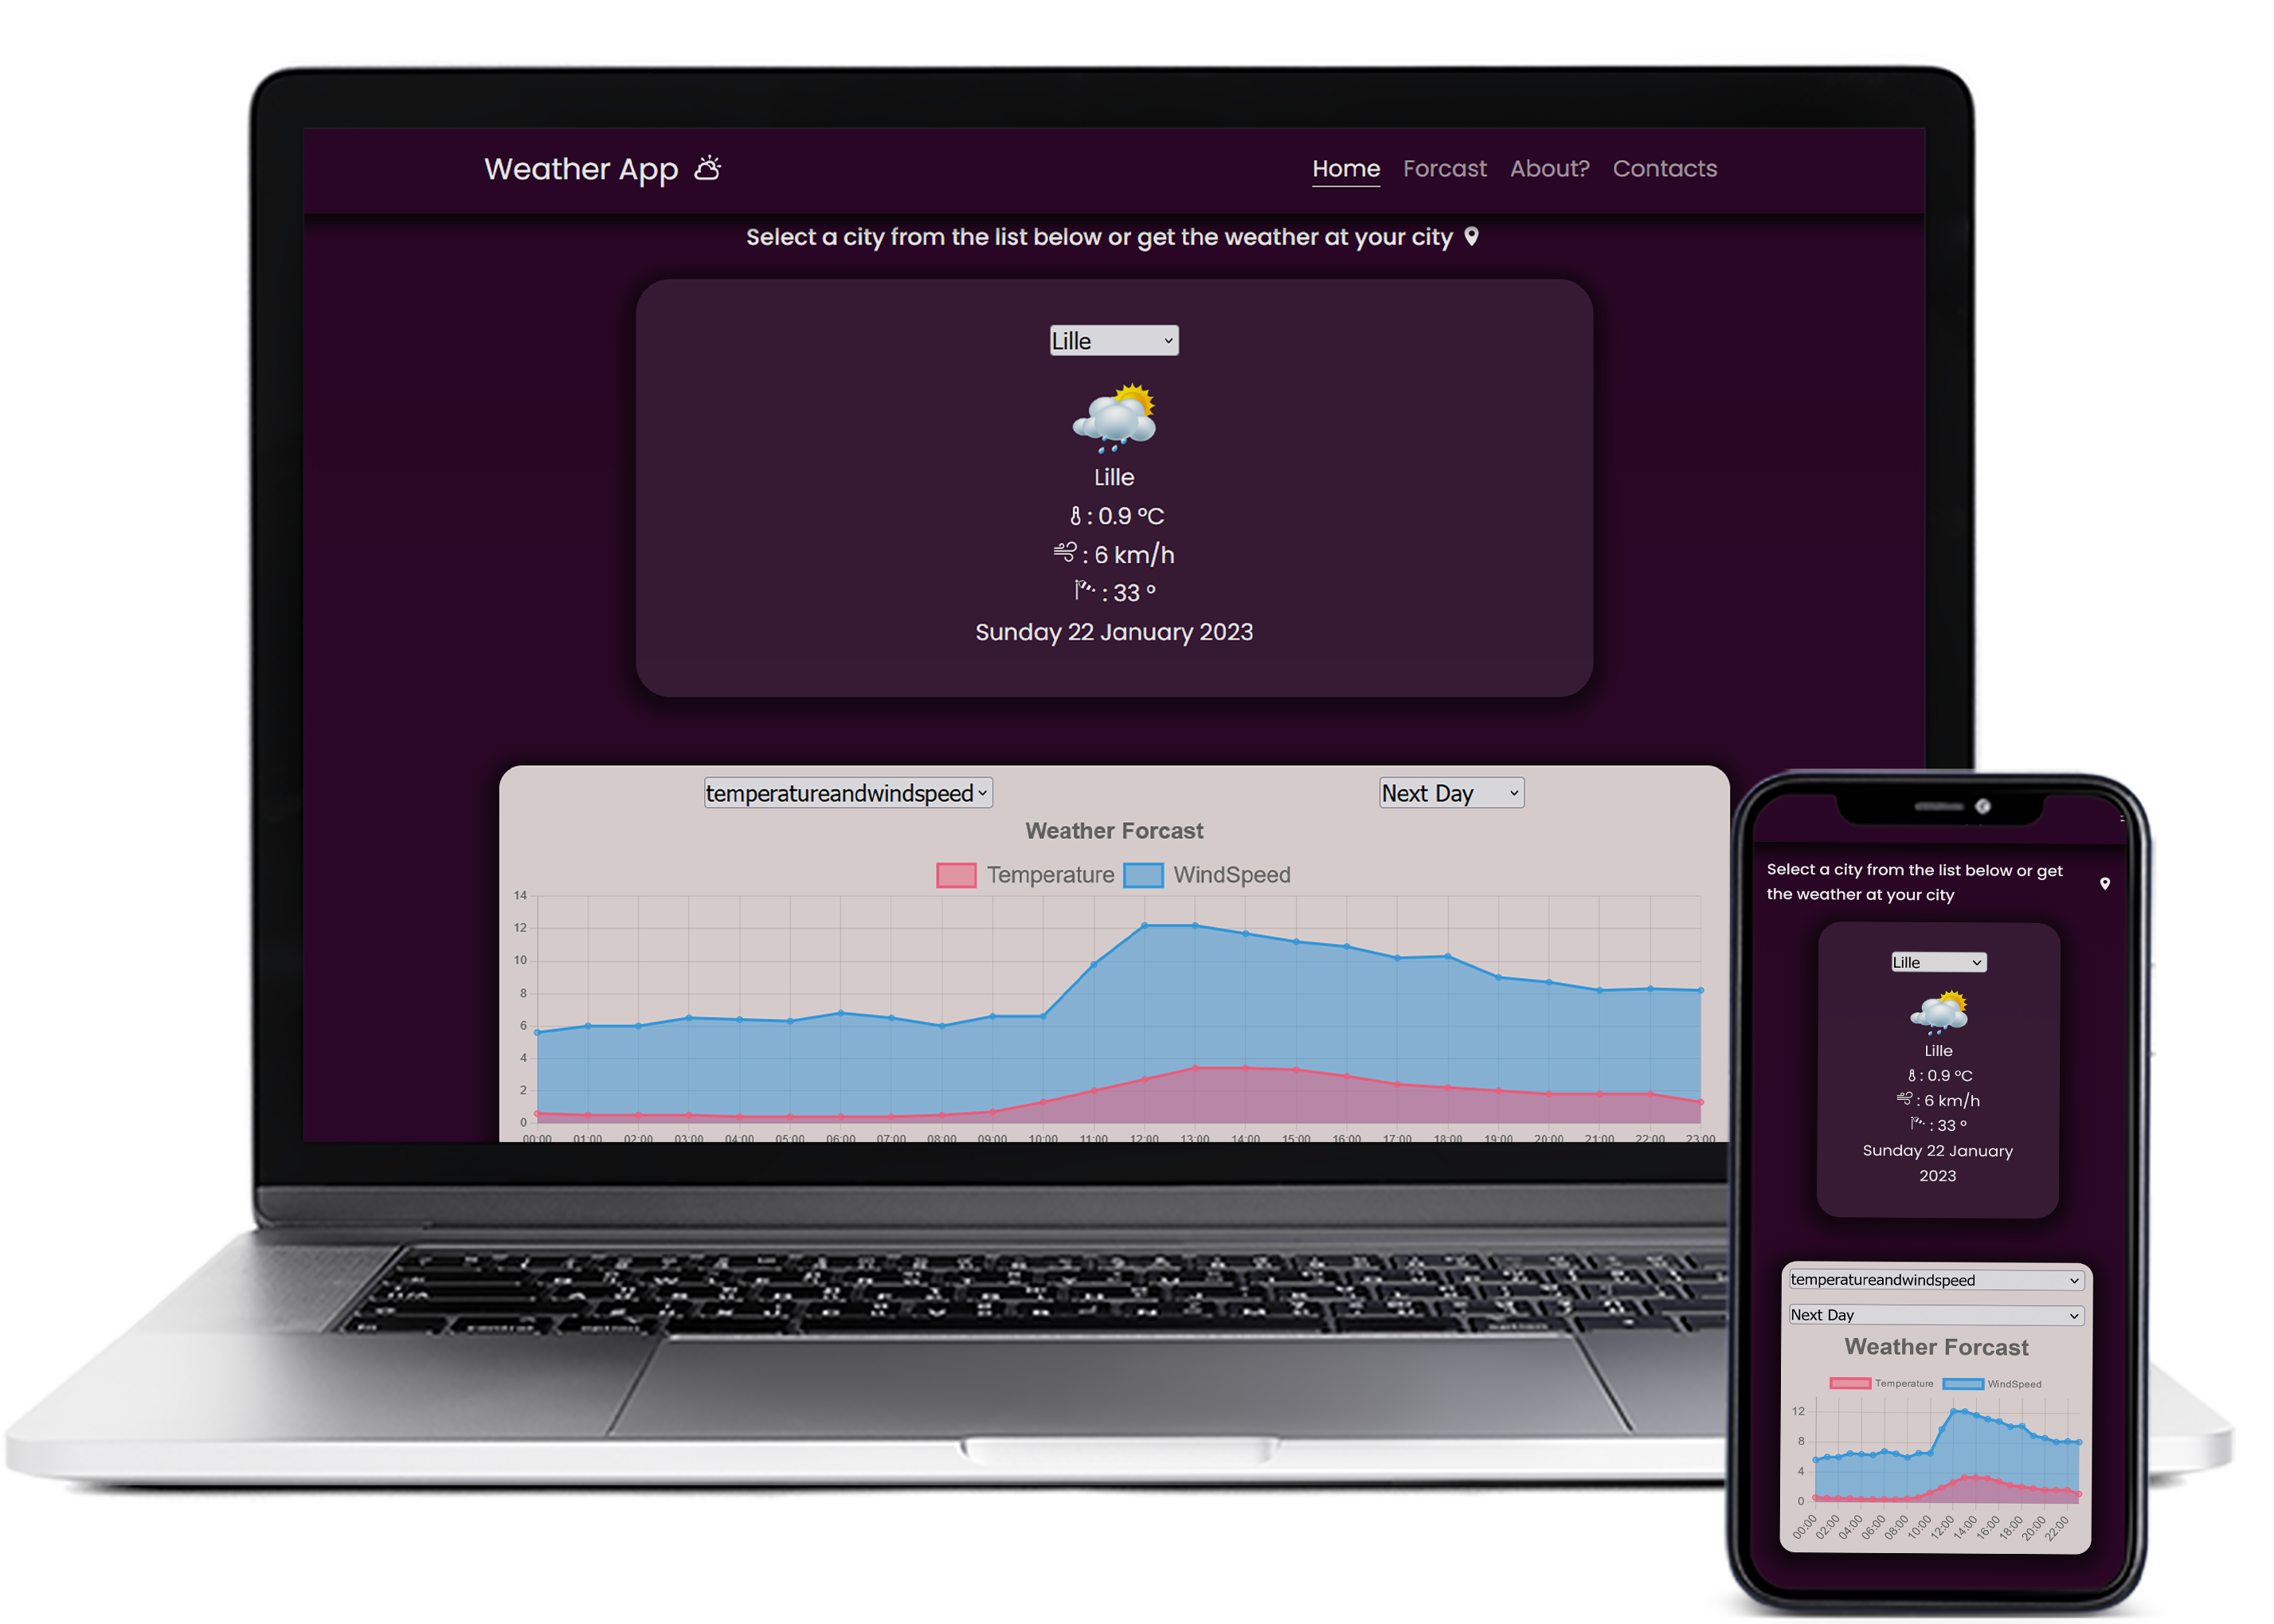 Weather App
Home Forcast About? Contacts
Select a city from the list below or get the weather at your city
Lille
Lille
: 0.9 °C
: 6 km/h
: 33 °
Sunday 22 January 2023
temperatureandwindspeed Next Day
Weather Forcast
Temperature WindSpeed
14
12
10
8
6
4
2
0
00:00 01:00 02:00 03:00 04:00 05:00 06:00 07:00 08:00 09:00 10:00 11:00 12:00 13:00 14:00 15:00 16:00 17:00 18:00 19:00 20:00 21:00 22:00 23:00
Select a city from the list below or get
the weather at your city
Lille
Lille
: 0.9 °C
: 6 km/h
: 33 °
Sunday 22 January
2023
temperatureandwindspeed
Next Day
Weather Forcast
Temperature WindSpeed
12
8
4
0
00:00 02:00 04:00 06:00 08:00 10:00 12:00 14:00 16:00 18:00 20:00 22:00